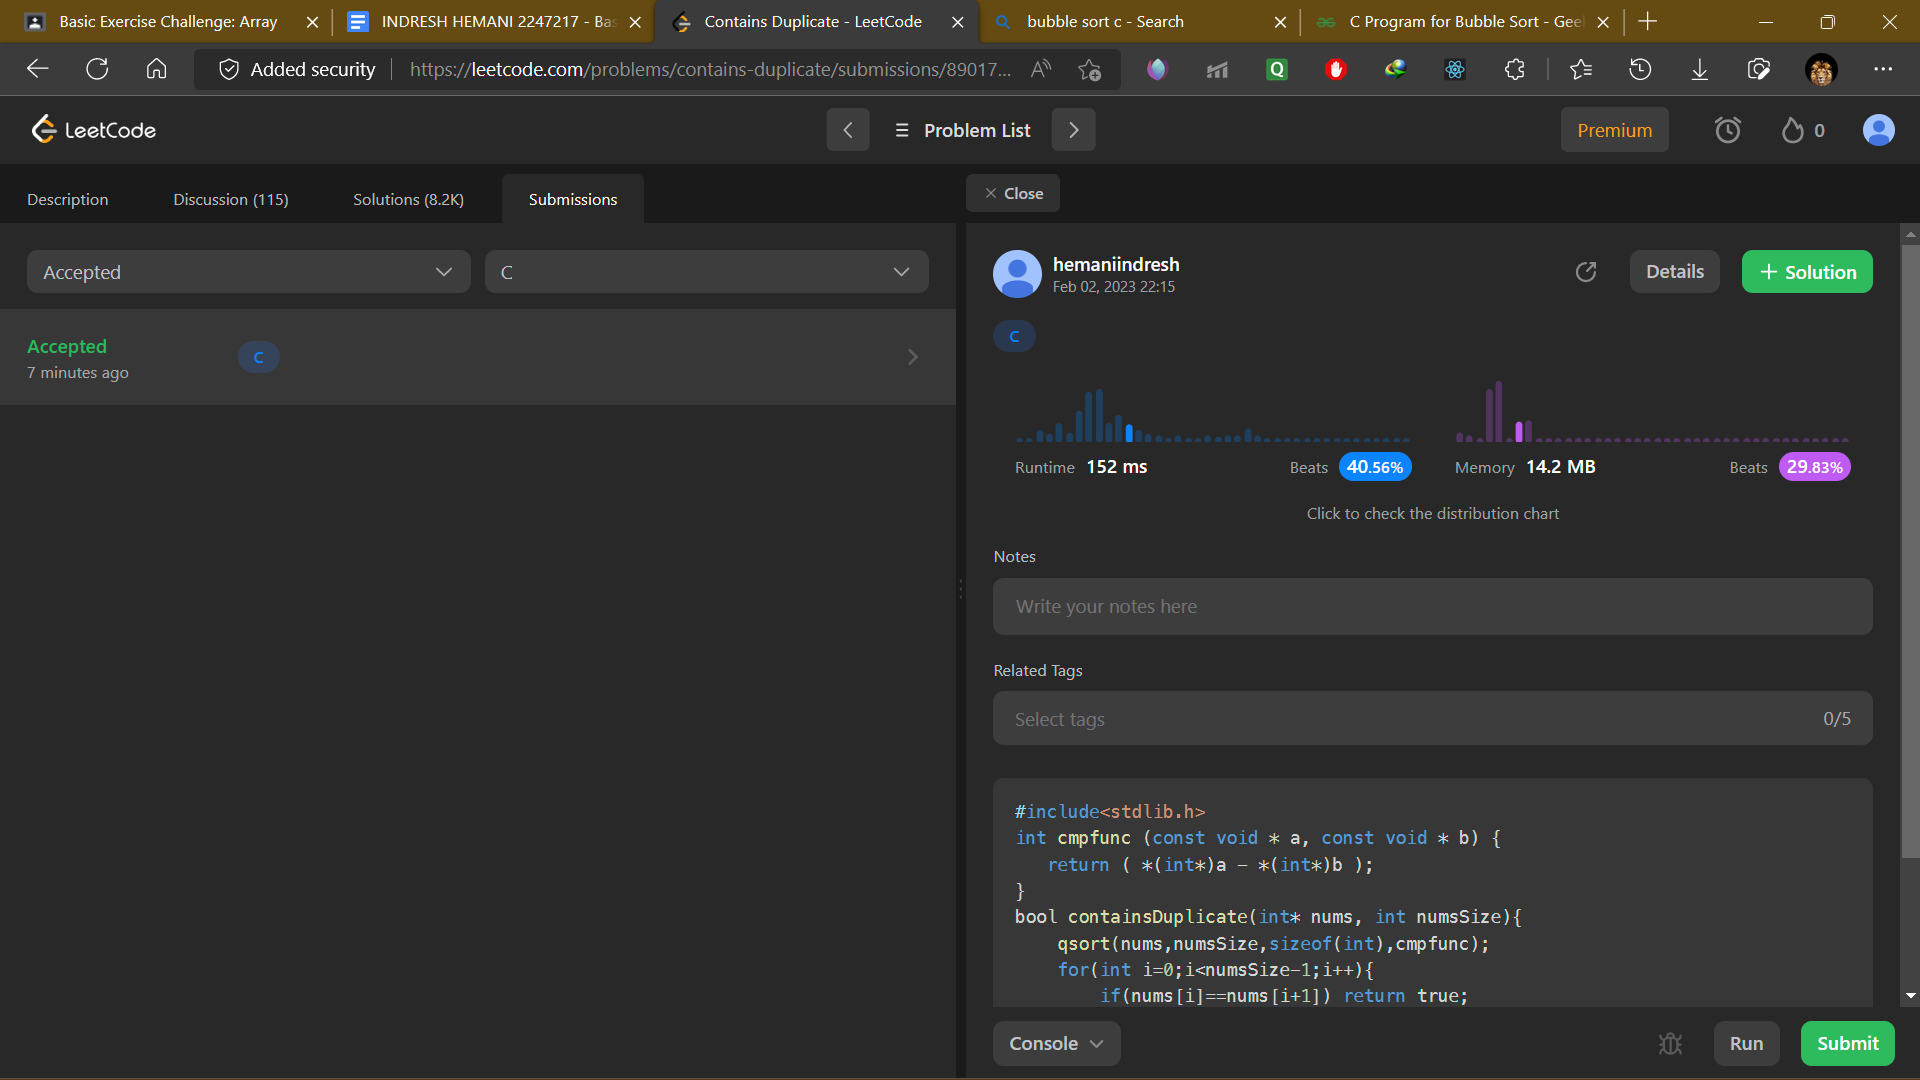 Basic Exercise Challenge: Array
INDRESH HEMANI 2247217 - Bas
Contains Duplicate - LeetCode
bubble sort c - Search
C Program for Bubble Sort - Gee
Added security
https://leetcode.com/problems/contains-duplicate/submissions/89017...
LeetCode
Problem List
Premium
0
Description
Discussion (115)
Solutions (8.2K)
Submissions
Close
Accepted
C
Accepted
7 minutes ago
C
hemaniindresh
Feb 02, 2023 22:15
Details
+ Solution
C
Runtime 152 ms
Beats 40.56%
Memory 14.2 MB
Beats 29.83%
Click to check the distribution chart
Notes
Write your notes here
Related Tags
Select tags
0/5
#include<stdlib.h>
int cmpfunc (const void * a, const void * b) {
return ( *(int*)a - *(int*)b );
}
bool containsDuplicate(int* nums, int numsSize){
qsort(nums,numsSize,sizeof(int),cmpfunc);
for(int i=0;i<numsSize-1;i++){
if(nums[i]==nums[i+1]) return true;
Console
Run
Submit